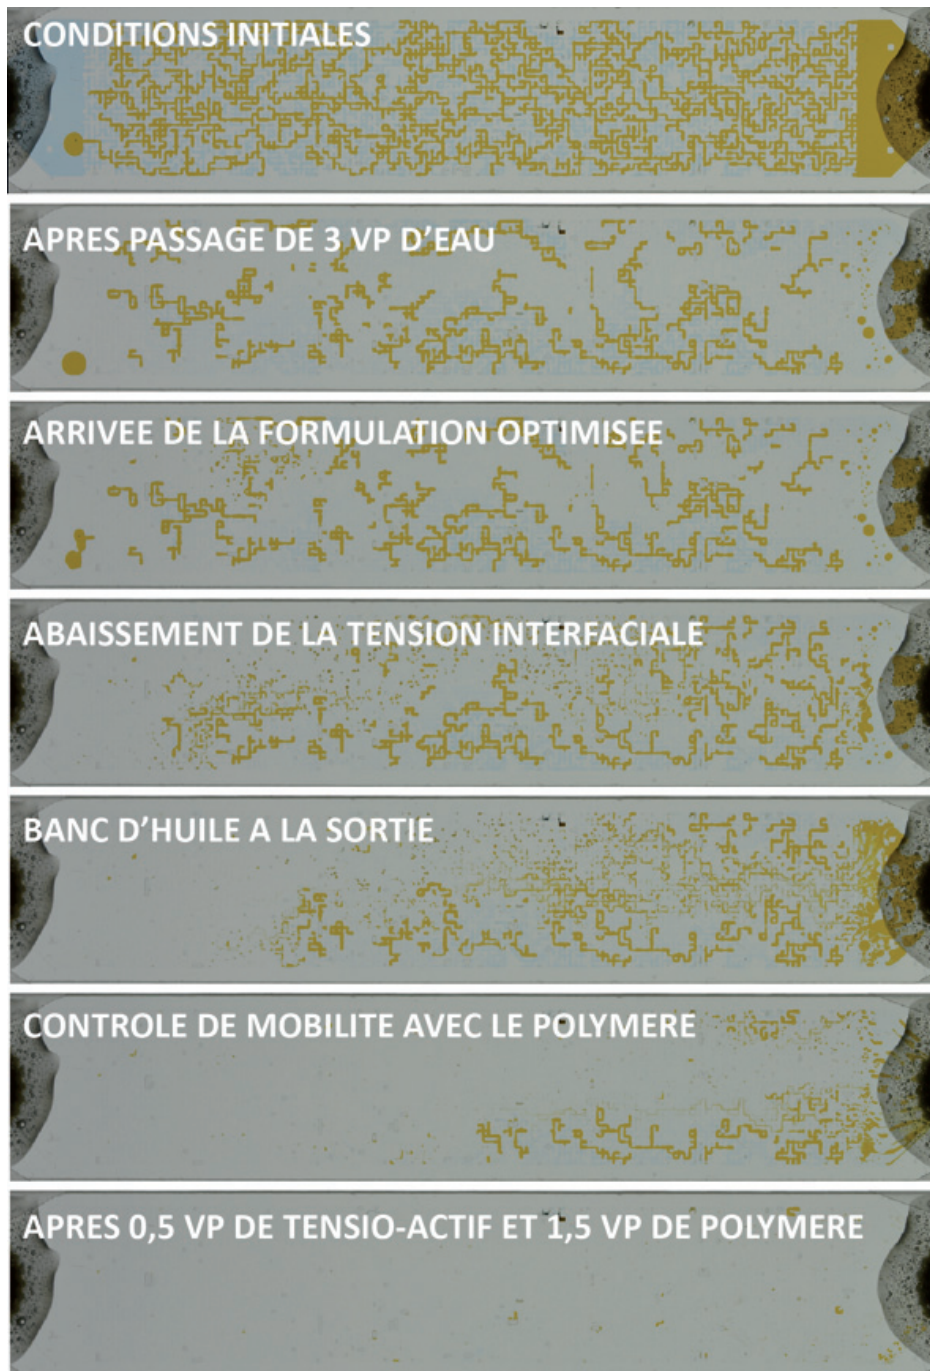 CONDITIONS INITIALES
APRES PASSAGE DE 3 VP D'EAU
ARRIVEE DE LA FORMULATION OPTIMISEE
ABAISSEMENT DE LA TENSION INTERFACIALE
BANC D'HUILE A LA SORTIE
CONTROLE DE MOBILITE AVEC LE POLYMERE
APRES 0,5 VP DE TENSIO-ACTIF ET 1,5 VP DE POLYMERE